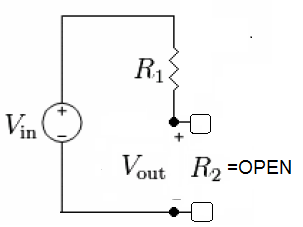 R₁
+
Vin
−
+
Vout R₂ =OPEN
−